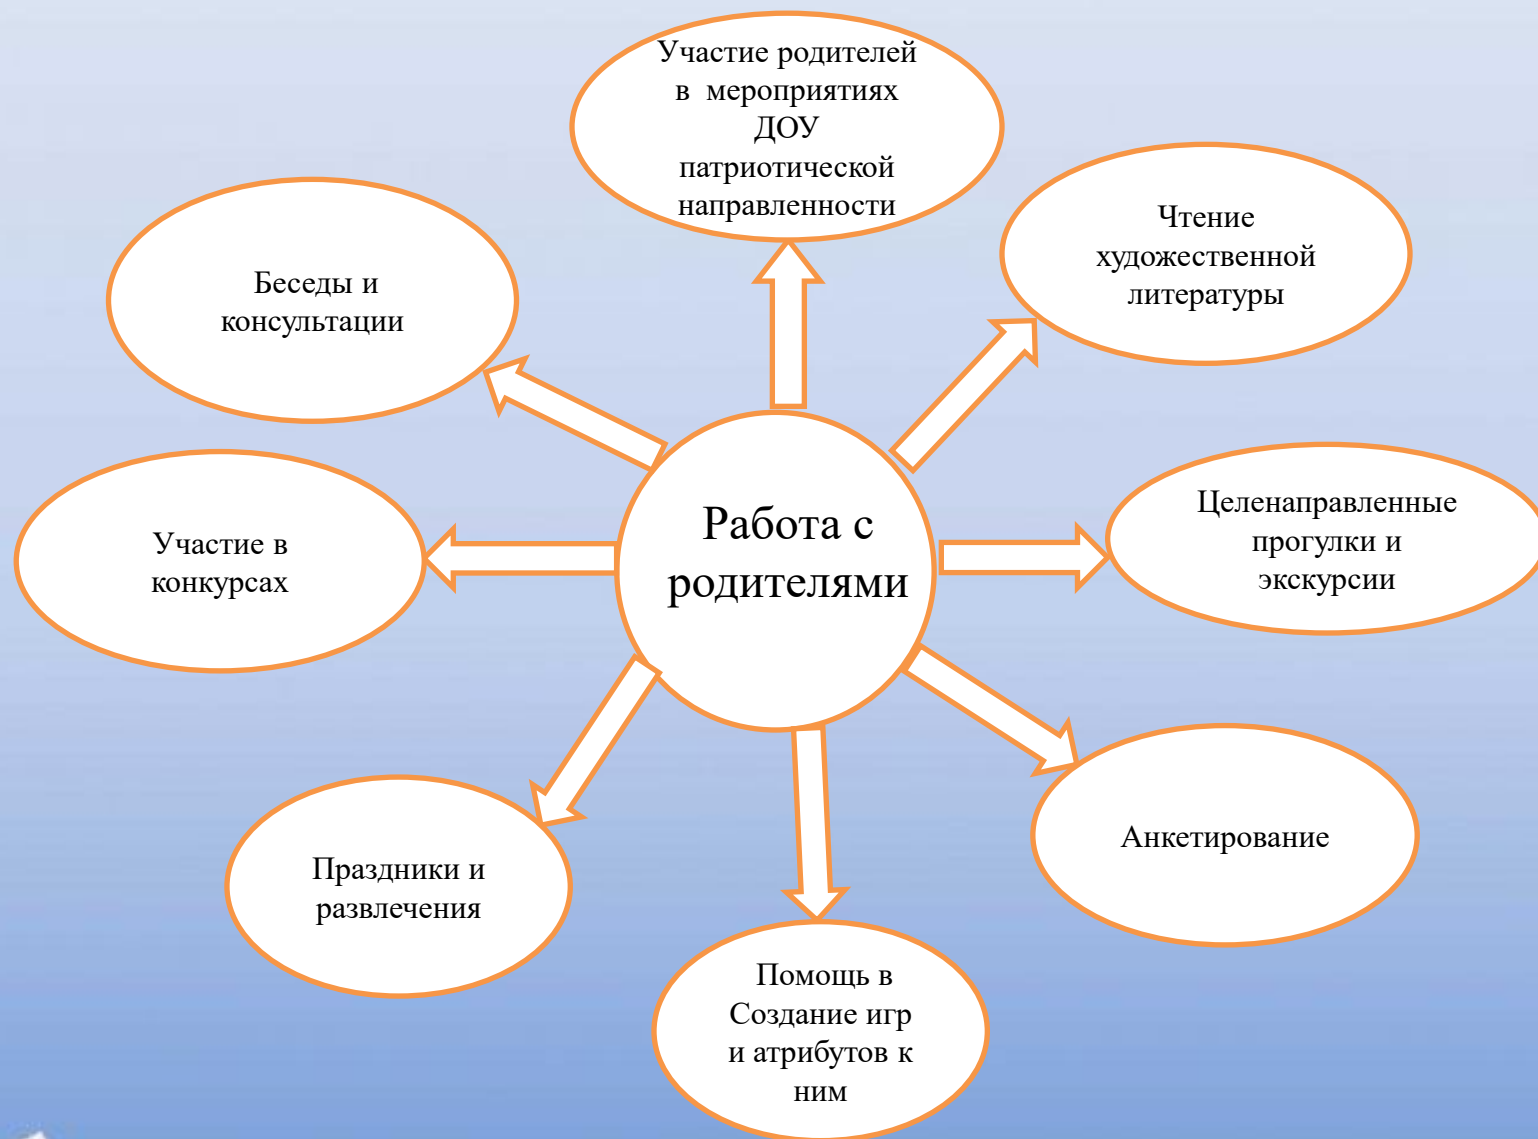 Участие родителей
в мероприятиях
ДОУ
патриотической
направленности
Чтение
художественной
литературы
Беседы и
консультации
Целенаправленные
прогулки и
экскурсии
Работа с
родителями
Участие в
конкурсах
Анкетирование
Праздники и
развлечения
Помощь в
Создание игр
и атрибутов к
ним